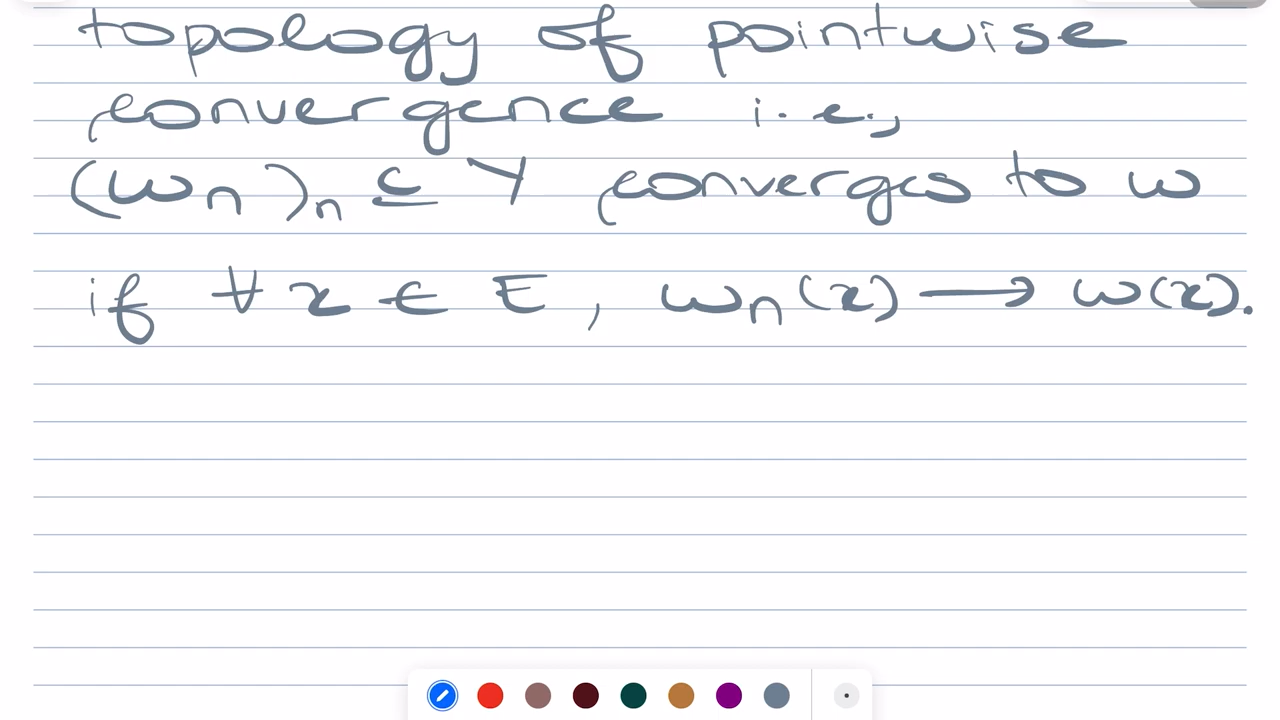 topology of pointwise
convergence i.e.,
(ωn)n ⊆ Y converges to ω
if ∀ x ∈ E, ωn(x) ⟶ ω(x).